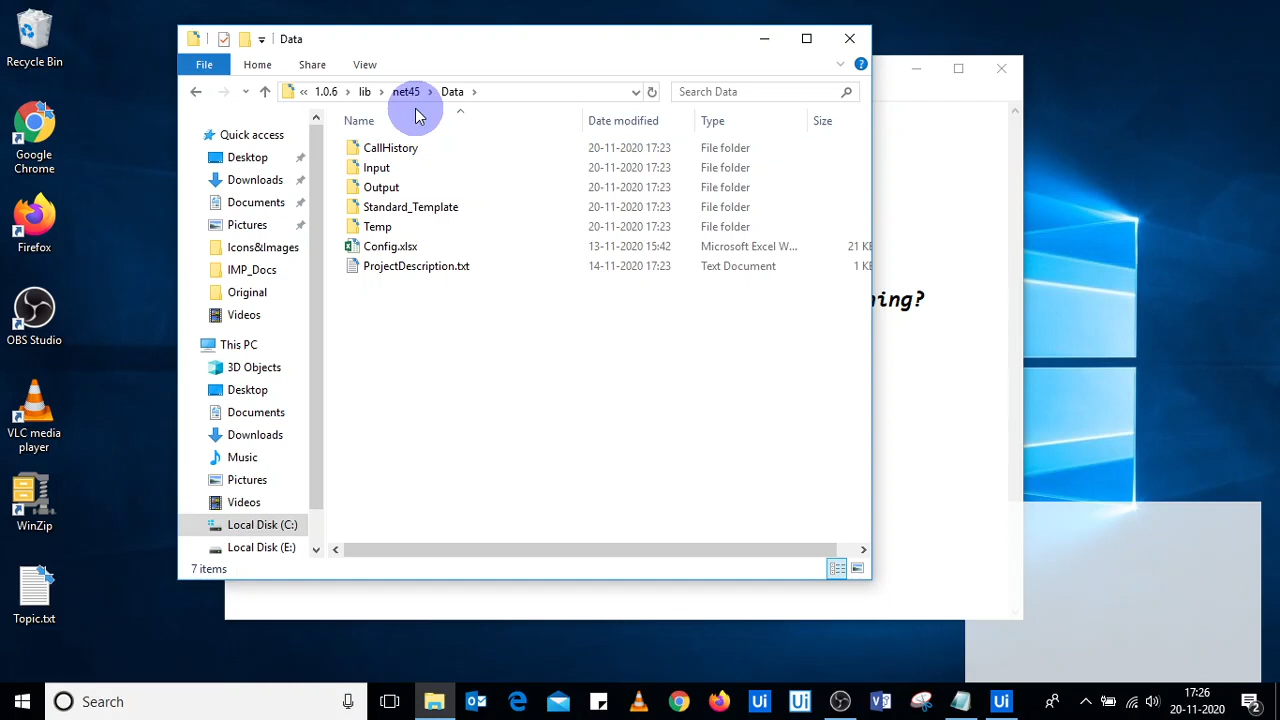 Recycle Bin
Google
Chrome
Firefox
OBS Studio
VLC media
player
WinZip
Topic.txt
Data
File
Home
Share
View
«
1.0.6
lib
net45
Data
Search Data
Quick access
Desktop
Downloads
Documents
Pictures
Icons&Images
IMP_Docs
Original
Videos
This PC
3D Objects
Desktop
Documents
Downloads
Music
Pictures
Videos
Local Disk (C:)
Local Disk (E:)
Name Date modified Type Size
CallHistory 20-11-2020 17:23 File folder
Input 20-11-2020 17:23 File folder
Output 20-11-2020 17:23 File folder
Standard_Template 20-11-2020 17:23 File folder
Temp 20-11-2020 17:23 File folder
Config.xlsx 13-11-2020 15:42 Microsoft Excel W... 21 KB
ProjectDescription.txt 14-11-2020 17:23 Text Document 1 KB
7 items
Search
Ui
Ui
Ui
17:26
20-11-2020
2